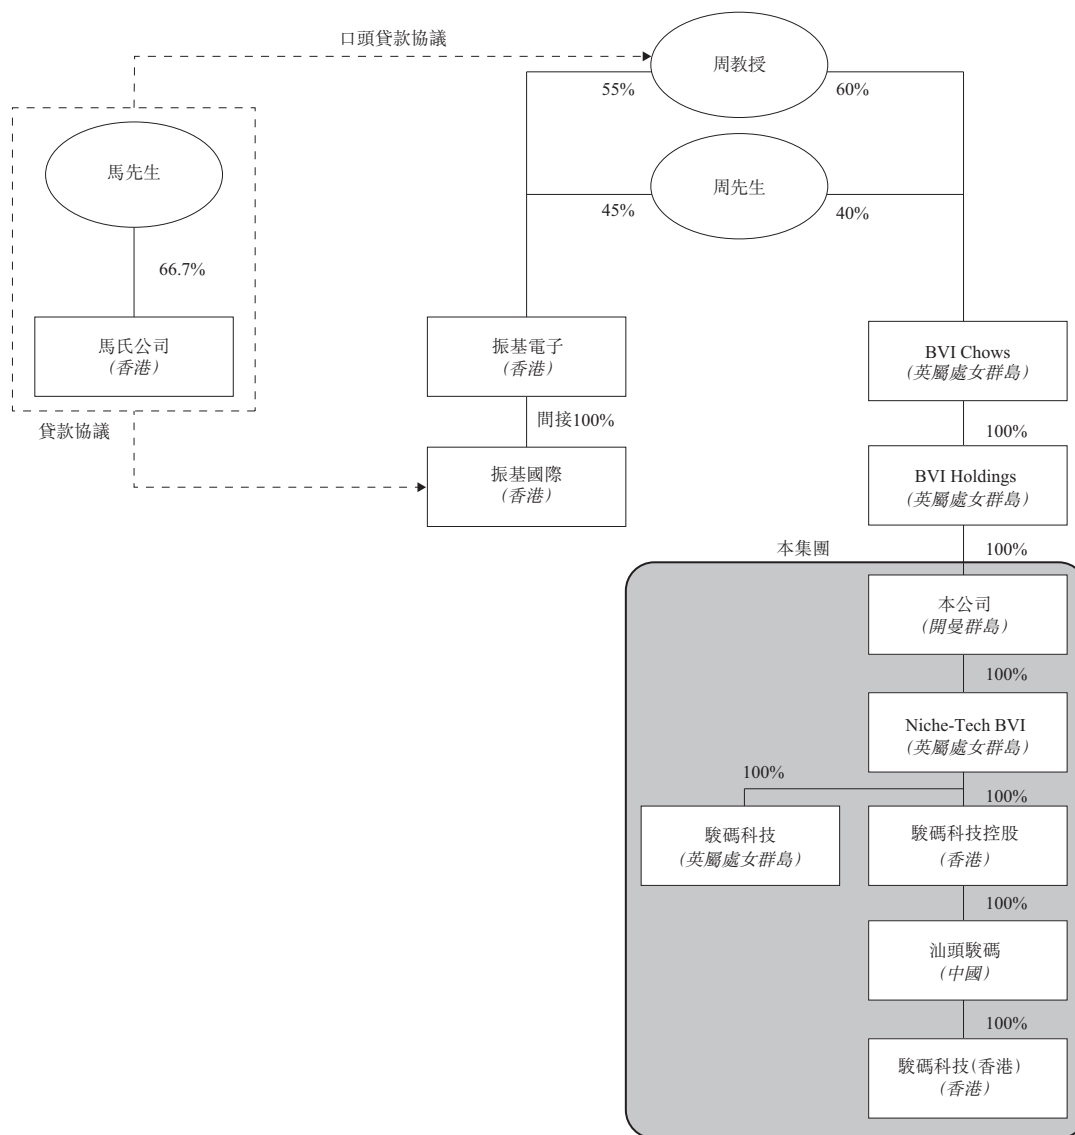 口頭貸款協議
周教授
55%
60%
馬先生
周先生
45%
40%
66.7%
馬氏公司
(香港)
振基電子
(香港)
BVI Chows
(英屬處女群島)
貸款協議
間接100%
100%
振基國際
(香港)
BVI Holdings
(英屬處女群島)
本集團
100%
本公司
(開曼群島)
100%
Niche-Tech BVI
(英屬處女群島)
100%
100%
駿碼科技
(英屬處女群島)
駿碼科技控股
(香港)
100%
汕頭駿碼
(中國)
100%
駿碼科技(香港)
(香港)